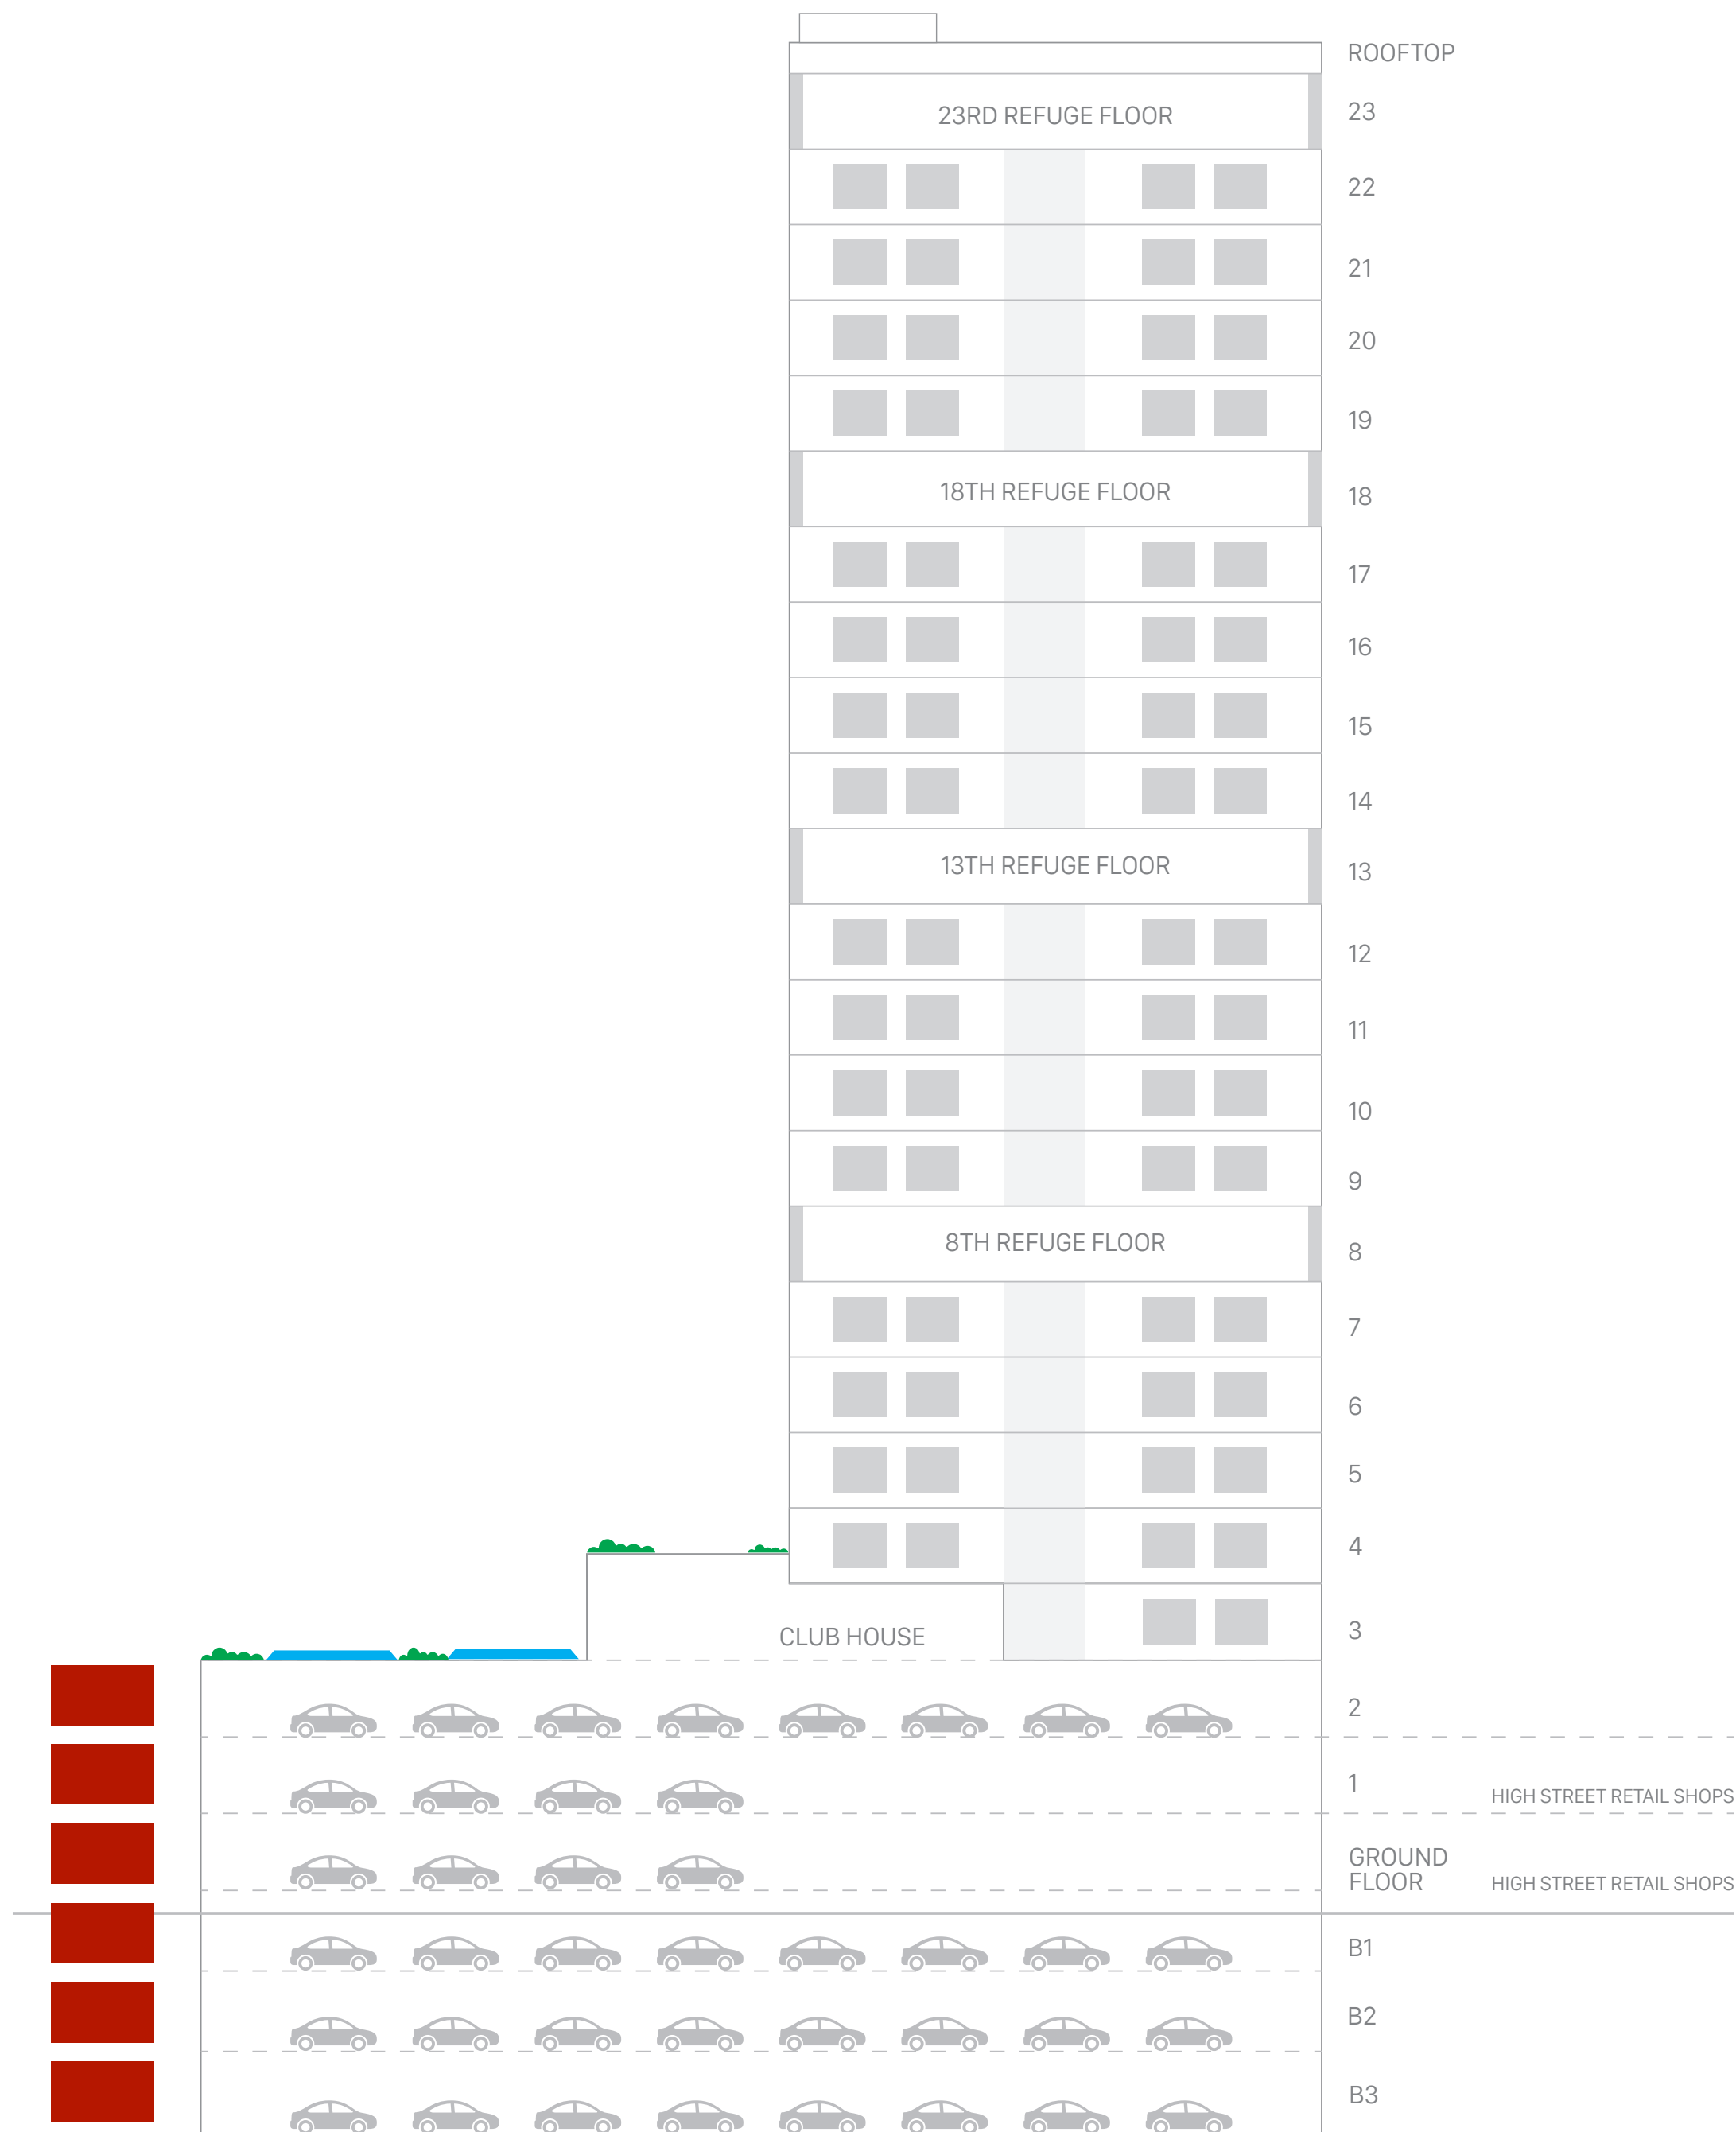 ROOFTOP
23RD REFUGE FLOOR
23
22
21
20
19
18TH REFUGE FLOOR
18
17
16
15
14
13TH REFUGE FLOOR
13
12
11
10
9
8TH REFUGE FLOOR
8
7
6
5
4
CLUB HOUSE
3
2
1
HIGH STREET RETAIL SHOPS
GROUND
FLOOR
HIGH STREET RETAIL SHOPS
B1
B2
B3